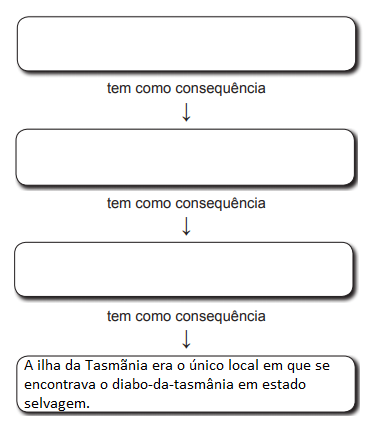 tem como consequência
↓
tem como consequência
↓
tem como consequência
↓
A ilha da Tasmãnia era o único local em que se
encontrava o diabo-da-tasmânia em estado
selvagem.